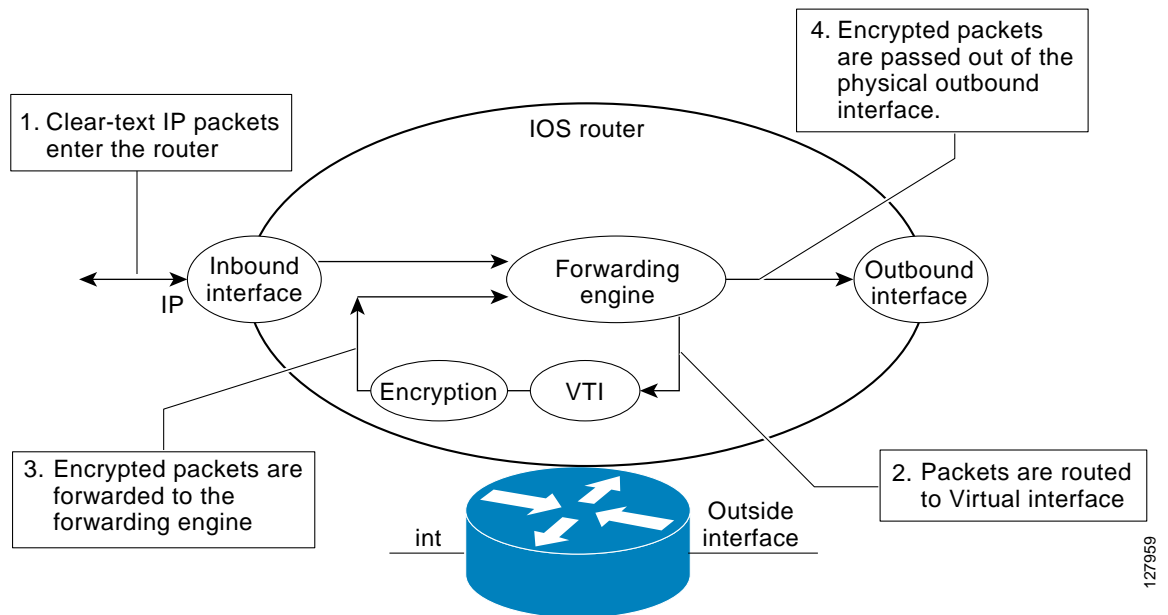 4. Encrypted packets
are passed out of the
physical outbound
interface.
1. Clear-text IP packets
enter the router
IOS router
Inbound
interface
Forwarding
engine
Outbound
interface
IP
Encryption
VTI
3. Encrypted packets are
forwarded to the
forwarding engine
2. Packets are routed
to Virtual interface
int
Outside
interface
127959